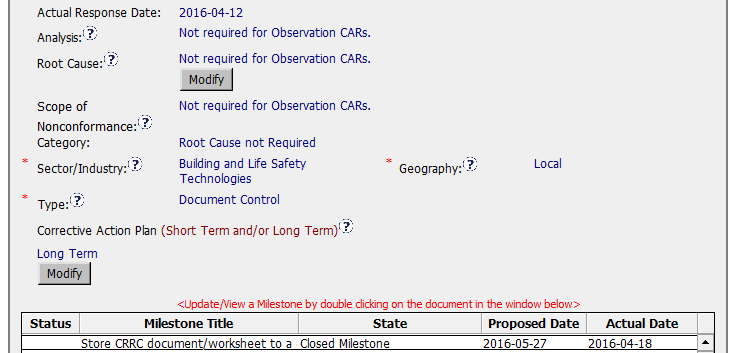 Actual Response Date: 2016-04-12
Analysis:? Not required for Observation CARs.
Root Cause:? Not required for Observation CARs.
Modify
Scope of Not required for Observation CARs.
Nonconformance:?
Category: Root Cause not Required
* Sector/Industry:? Building and Life Safety * Geography:? Local
Technologies
* Type:? Document Control
Corrective Action Plan (Short Term and/or Long Term)?
Long Term
Modify
<Update/View a Milestone by double clicking on the document in the window below>
Status Milestone Title State Proposed Date Actual Date
Store CRRC document/worksheet to a Closed Milestone 2016-05-27 2016-04-18